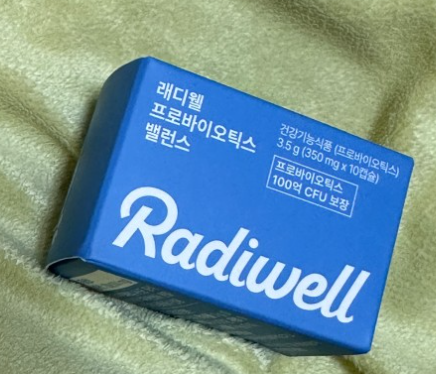 래디웰
프로바이오틱스
밸런스
건강기능식품 (프로바이오틱스)
3.5 g (350 mg x 10캡슐)
프로바이오틱스
100억 CFU 보장
Radiwell